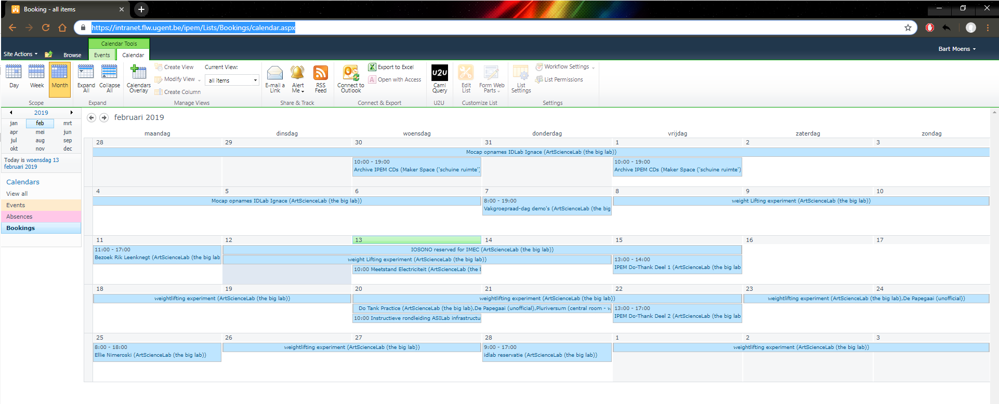 Booking - all items
https://intranet.flw.ugent.be/ipem/Lists/Bookings/calendar.aspx
Calendar Tools
Site Actions
Browse
Events
Calendar
Bart Moens
Day
Week
Month
Scope
Expand All
Collapse All
Expand
Calendars Overlay
Create View
Modify View
Create Column
Current View:
all items
Manage Views
E-mail a Link
Alert Me
RSS Feed
Share & Track
Connect to Outlook
Export to Excel
Open with Access
Connect & Export
u2u
Caml Query
U2U
Edit List
Form Web Parts
Customize List
List Settings
Workflow Settings
List Permissions
Settings
2019
jan feb mrt
apr mei jun
jul aug sep
okt nov dec
Today is woensdag 13
februari 2019
Calendars
View all
Events
Absences
Bookings
februari 2019
maandag dinsdag woensdag donderdag vrijdag zaterdag zondag
28 29 30 31 1 2 3
Mocap opnames IDLab Ignace (ArtScienceLab (the big lab))
10:00 - 19:00
Archive IPEM CDs (Maker Space ('schuine ruimte')
10:00 - 19:00
Archive IPEM CDs (Maker Space ('schuine ruimte')
4 5 6 7 8 9 10
Mocap opnames IDLab Ignace (ArtScienceLab (the big lab))
8:00 - 19:00
Vakgroepraad-dag demo's (ArtScienceLab (the big
weight Lifting experiment (ArtScienceLab (the big lab))
11 12 13 14 15 16 17
11:00 - 17:00
Bezoek Rik Leenknegt (ArtScienceLab (the big lab
IOSONO reserved for IMEC (ArtScienceLab (the big lab))
weight Lifting experiment (ArtScienceLab (the big lab))
10:00 Meetstand Electriciteit (ArtScienceLab (the
13:00 - 14:00
IPEM Do-Thank Deel 1 (ArtScienceLab (the big lab
18 19 20 21 22 23 24
weightlifting experiment (ArtScienceLab (the big lab))
weightlifting experiment (ArtScienceLab (the big lab))
weightlifting experiment (ArtScienceLab (the big lab),De Papegaai (unofficial))
Do Tank Practice (ArtScienceLab (the big lab),De Papegaai (unofficial),Pluriversum (central room -
10:00 Instructieve rondleiding ASILab infrastructu
13:00 - 17:00
IPEM Do-Thank Deel 2 (ArtScienceLab (the big lab
25 26 27 28 1 2 3
8:00 - 18:00
Ellie Nimeroski (ArtScienceLab (the big lab))
weightlifting experiment (ArtScienceLab (the big lab))
9:00 - 17:00
idlab reservatie (ArtScienceLab (the big lab))
weightlifting experiment (ArtScienceLab (the big lab))